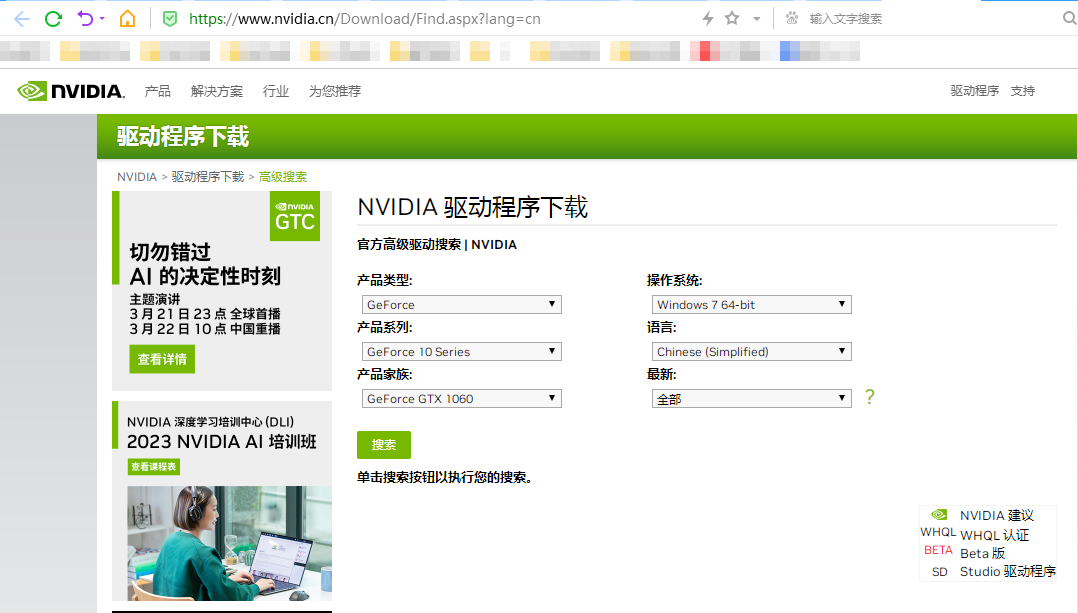 https://www.nvidia.cn/Download/Find.aspx?lang=cn
输入文字搜索
NVIDIA.
产品
解决方案
行业
为您推荐
驱动程序
支持
驱动程序下载
NVIDIA > 驱动程序下载 > 高级搜索
NVIDIA
GTC
切勿错过
AI 的决定性时刻
主题演讲
3 月 21 日 23 点 全球首播
3 月 22 日 10 点 中国重播
查看详情
NVIDIA 深度学习培训中心 (DLI)
2023 NVIDIA AI 培训班
查看课程表
NVIDIA 驱动程序下载
官方高级驱动搜索 | NVIDIA
产品类型:
GeForce
产品系列:
GeForce 10 Series
产品家族:
GeForce GTX 1060
操作系统:
Windows 7 64-bit
语言:
Chinese (Simplified)
最新:
全部
?
搜索
单击搜索按钮以执行您的搜索。
NVIDIA 建议
WHQL WHQL 认证
BETA Beta 版
SD Studio 驱动程序